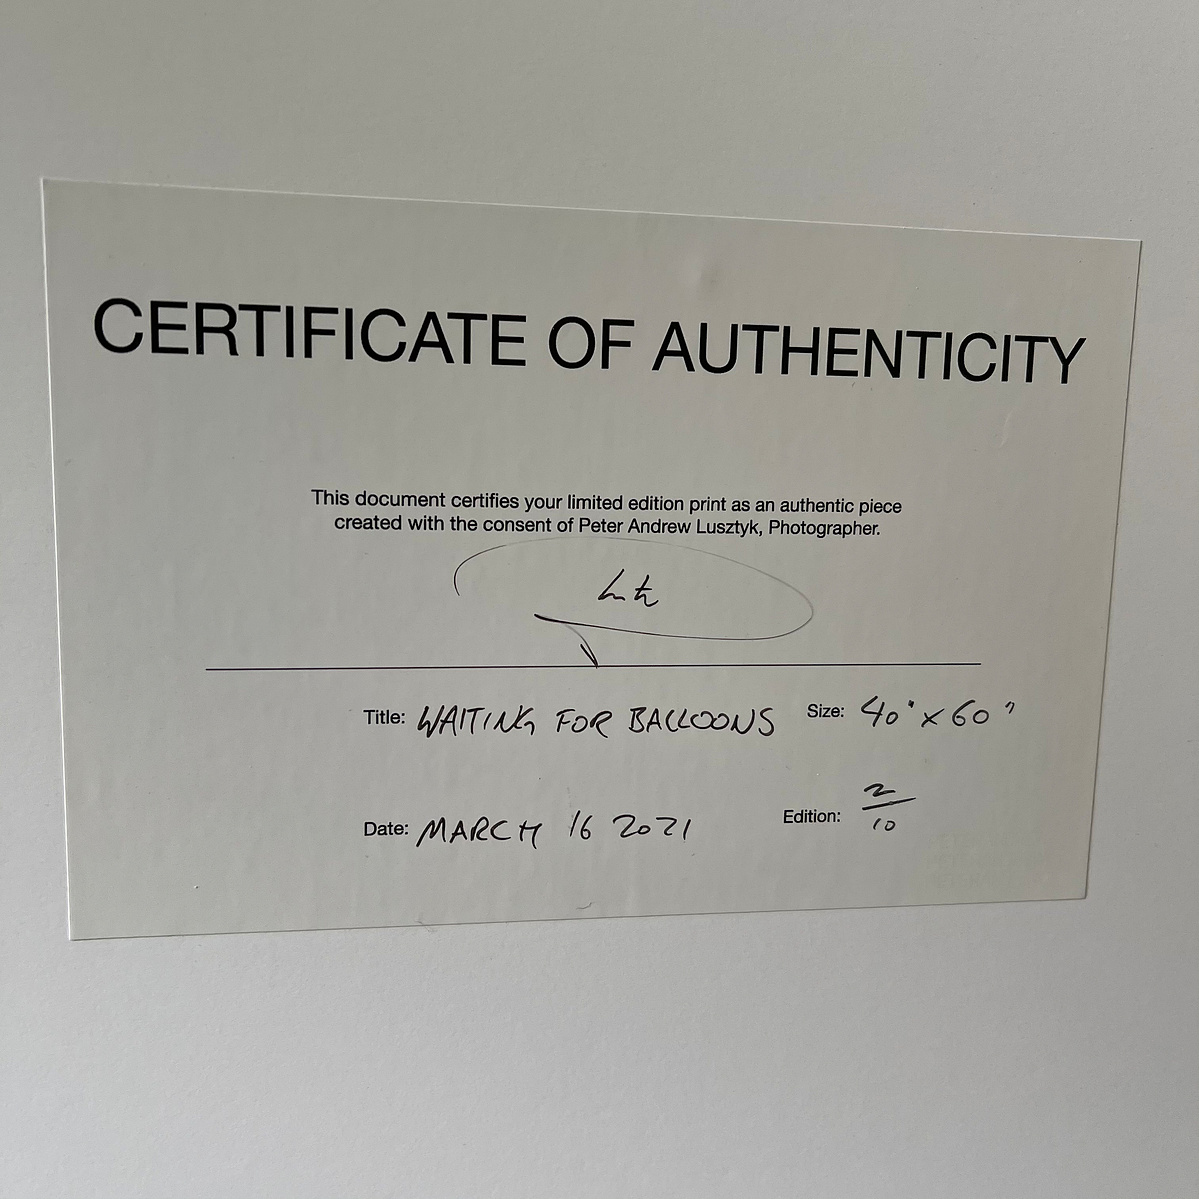 CERTIFICATE OF AUTHENTICITY
This document certifies your limited edition print as an authentic piece
created with the consent of Peter Andrew Lusztyk, Photographer.
Title: WAITING FOR BALLOONS Size: 40" x 60"
Date: MARCH 16 2021 Edition: 2/10